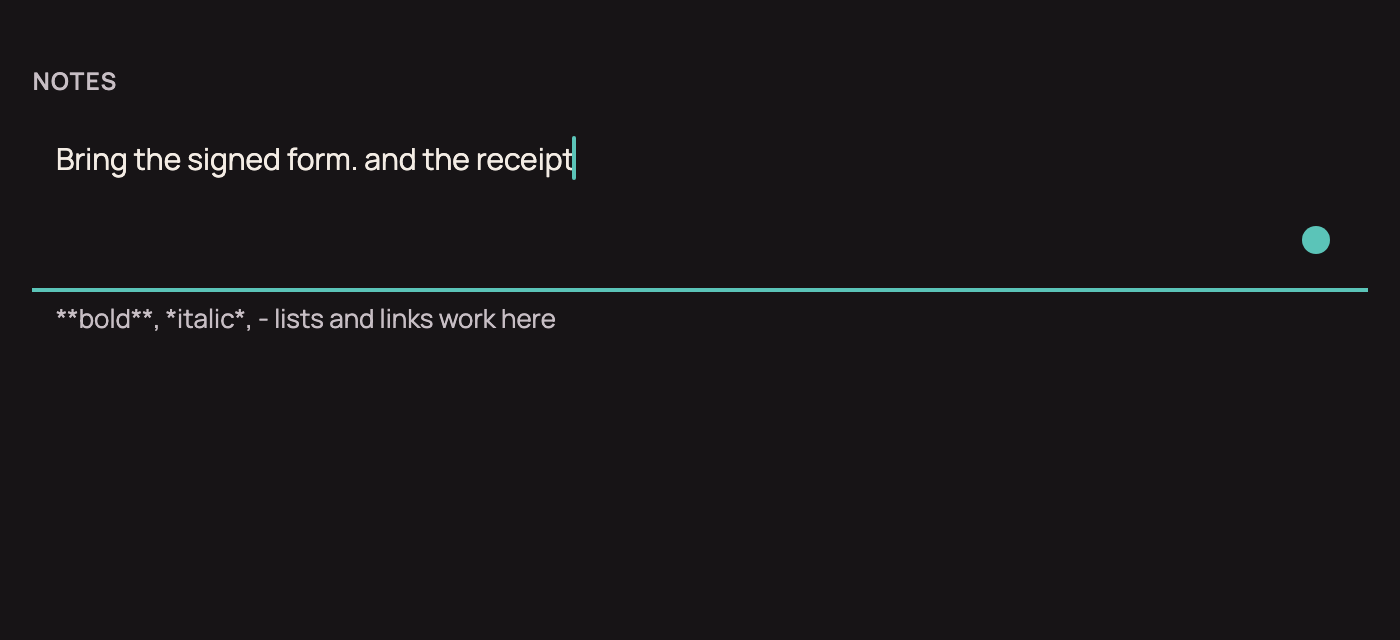 NOTES
Bring the signed form. and the receipt
**bold**, *italic*, - lists and links work here